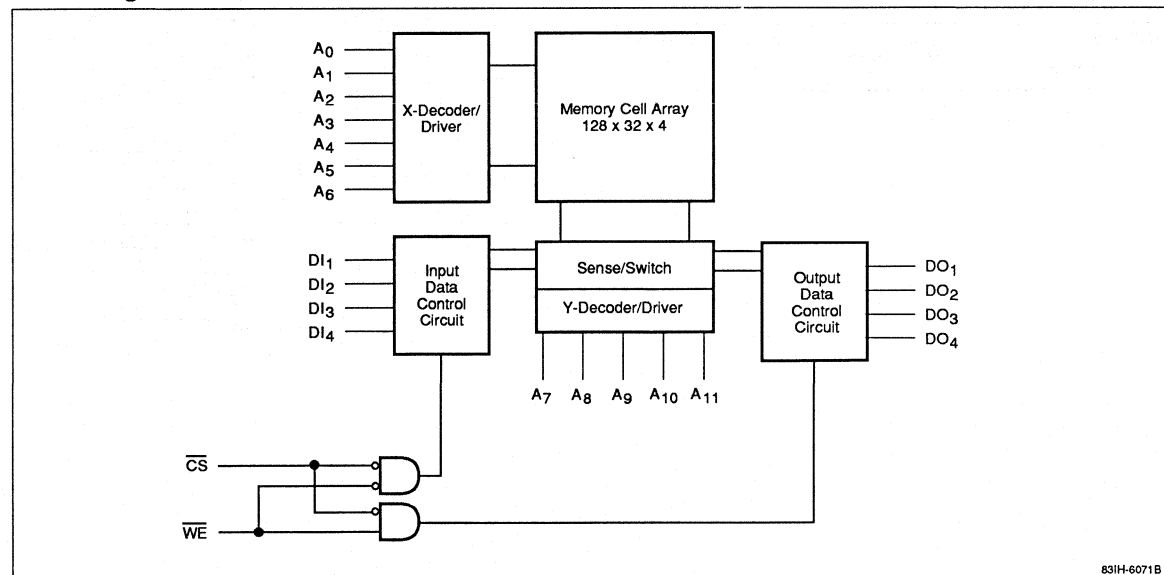 A0
A1
A2
A3
A4
A5
A6
X-Decoder/
Driver
Memory Cell Array
128 x 32 x 4
DI1
DI2
DI3
DI4
Input
Data
Control
Circuit
Sense/Switch
Y-Decoder/Driver
Output
Data
Control
Circuit
DO1
DO2
DO3
DO4
A7 A8 A9 A10 A11
CS
WE
83IH-6071B